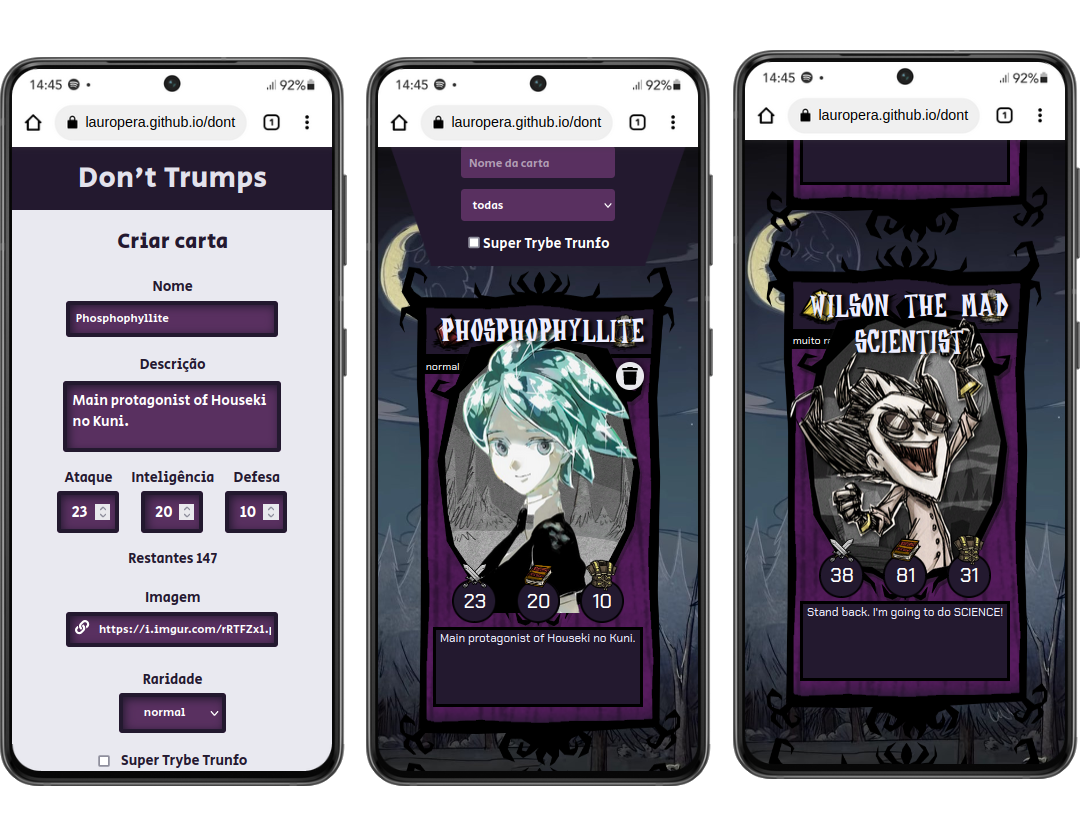 14:45
92%
lauropera.github.io/dont
1
Don't Trumps
Criar carta
Nome
Phosphophyllite
Descrição
Main protagonist of Houseki
no Kuni.
Ataque Inteligência Defesa
23 20 10
Restantes 147
Imagem
https://i.imgur.com/rRTFZx1.p
Raridade
normal
Super Trybe Trunfo
14:45
92%
lauropera.github.io/dont
1
Nome da carta
todas
Super Trybe Trunfo
PHOSPHOPHYLLITE
normal
23 20 10
Main protagonist of Houseki no Kuni.
14:45
92%
lauropera.github.io/dont
1
WILSON THE MAD
SCIENTIST
muito
38 81 31
Stand back. I'm going to do SCIENCE!